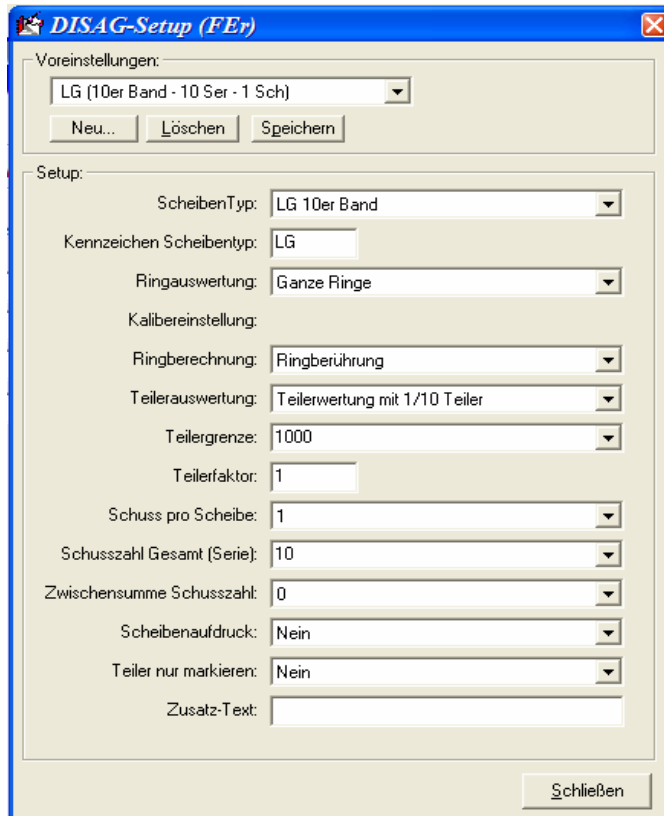 DISAG-Setup (FEr)
Voreinstellungen:
LG (10er Band - 10 Ser - 1 Sch)
Neu... Löschen Speichern
Setup:
ScheibenTyp: LG 10er Band
Kennzeichen Scheibentyp: LG
Ringauswertung: Ganze Ringe
Kalibereinstellung:
Ringberechnung: Ringberührung
Teilerauswertung: Teilerwertung mit 1/10 Teiler
Teilergrenze: 1000
Teilerfaktor: 1
Schuss pro Scheibe: 1
Schusszahl Gesamt (Serie): 10
Zwischensumme Schusszahl: 0
Scheibenaufdruck: Nein
Teiler nur markieren: Nein
Zusatz-Text:
Schließen